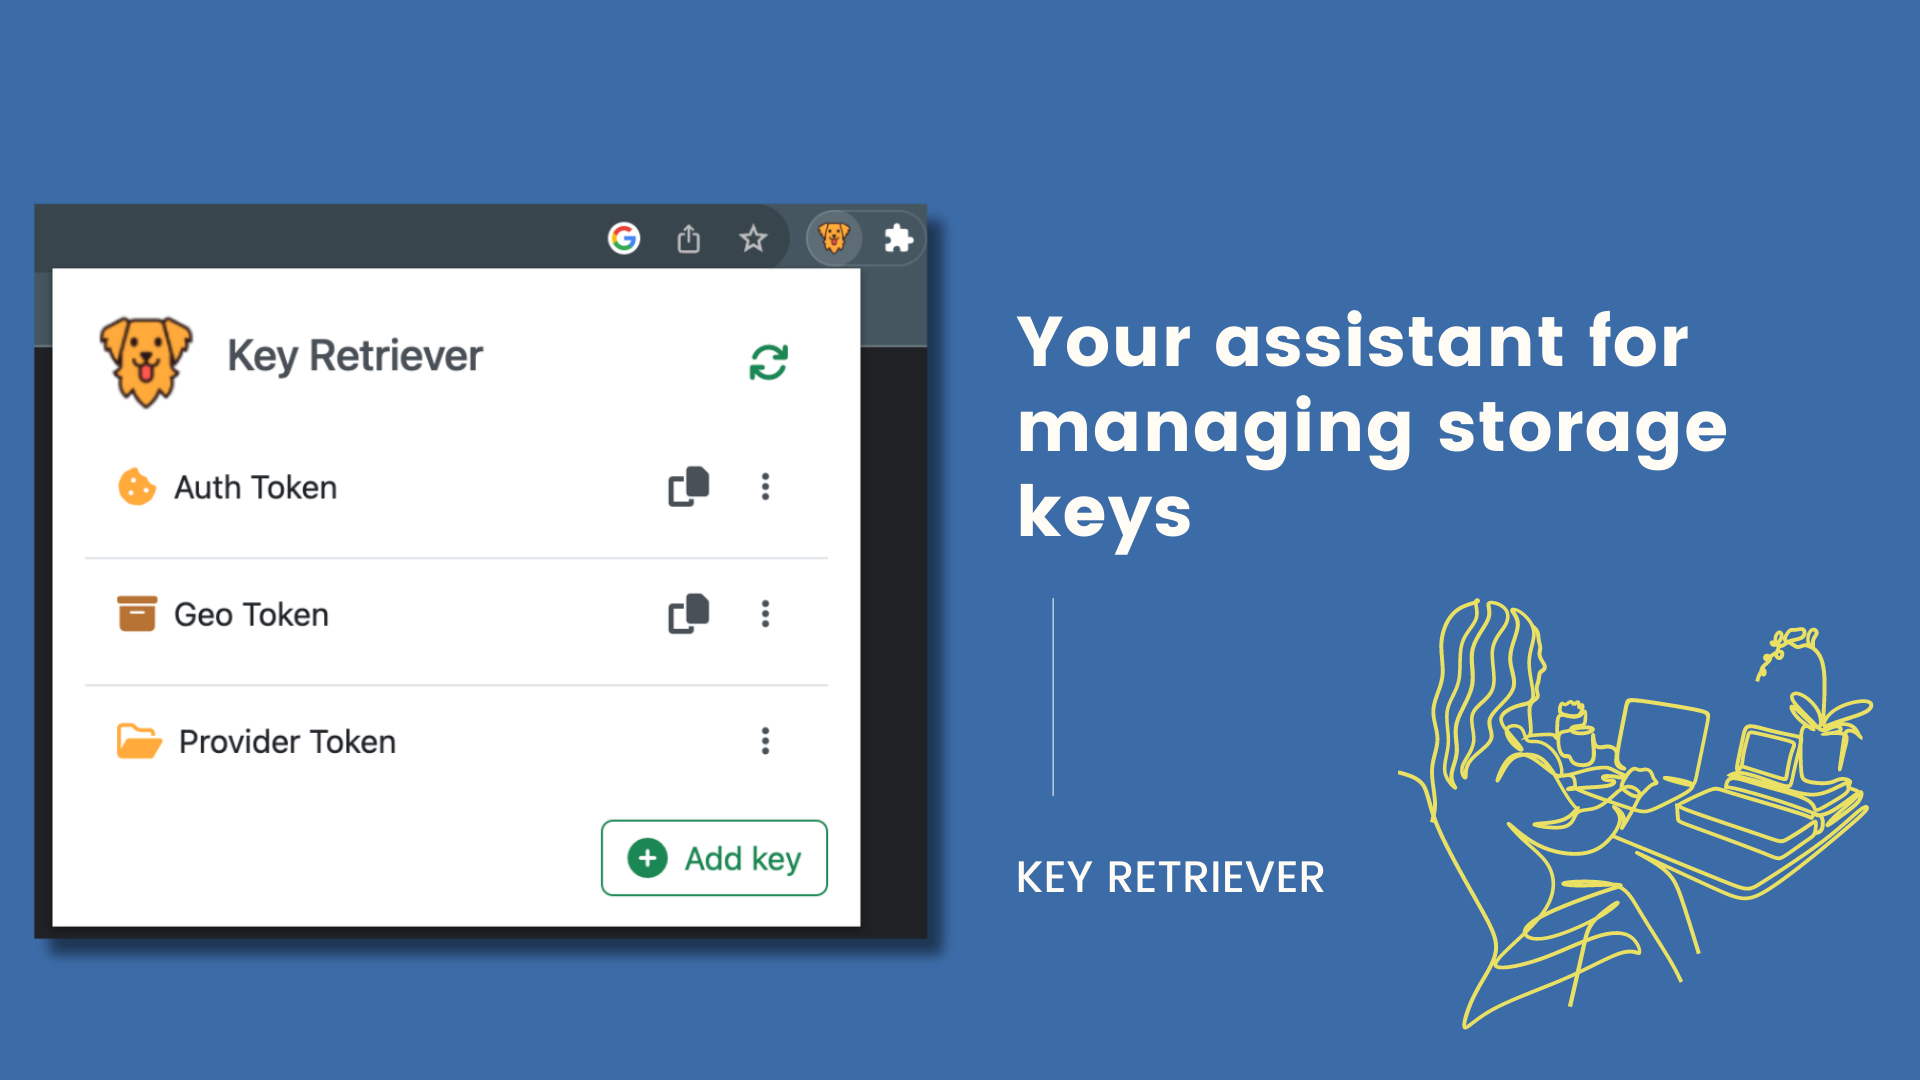 Key Retriever
Auth Token
Geo Token
Provider Token
Add key
Your assistant for
managing storage
keys
KEY RETRIEVER